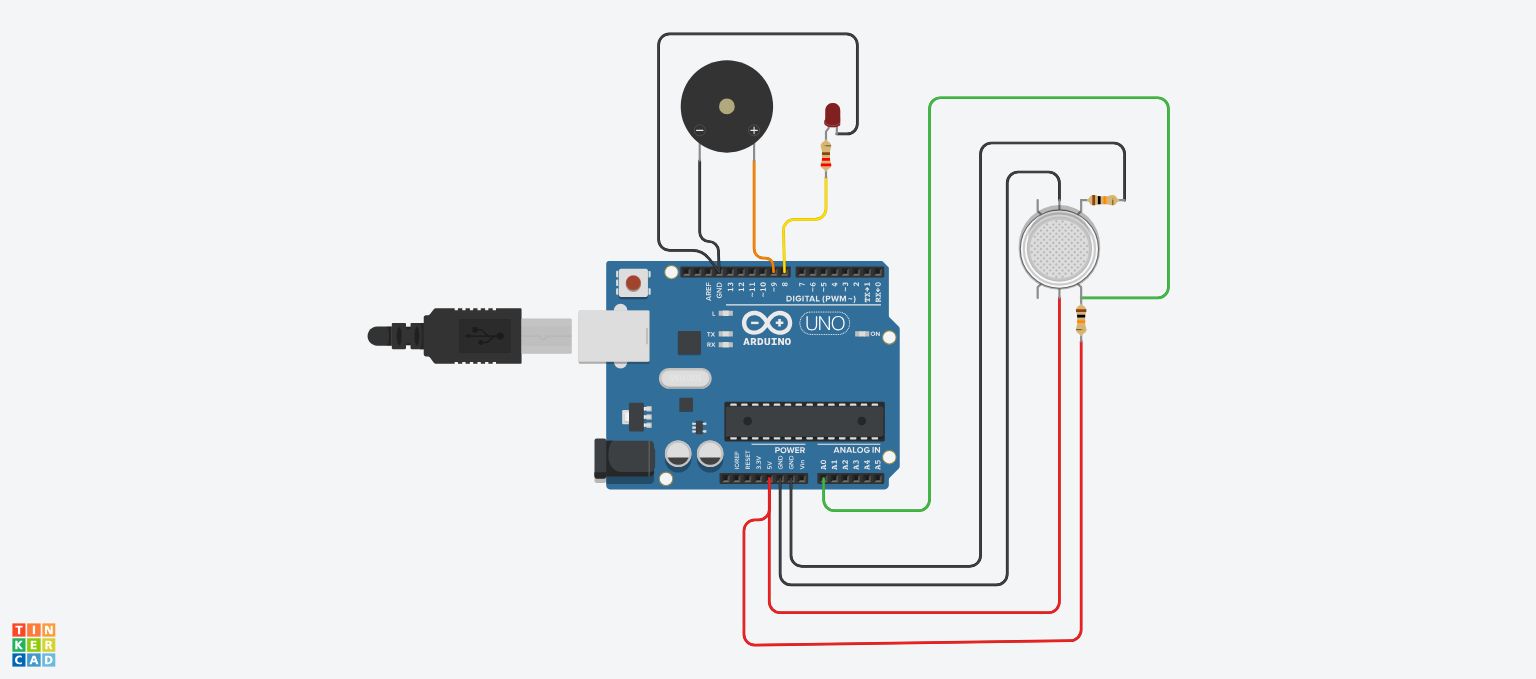 AREF
GND
13
12
~11
~10
~9
8
7
~6
~5
4
~3
2
TX→1
RX←0
DIGITAL (PWM~)
L
TX
RX
UNO
ARDUINO
ON
POWER
ANALOG IN
IOREF
RESET
3.3V
5V
GND
GND
Vin
A0
A1
A2
A3
A4
A5
TIN
KER
CAD